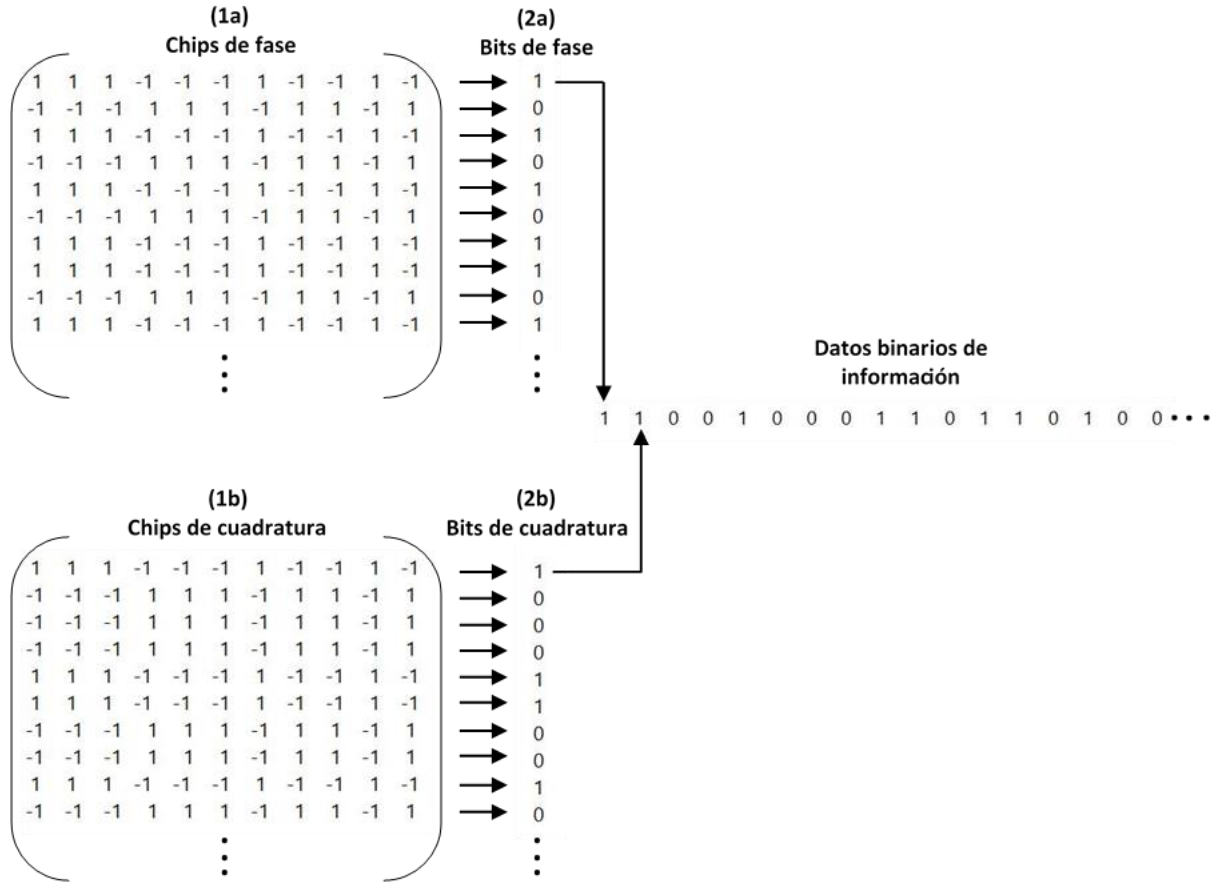 (1a)
Chips de fase
(2a)
Bits de fase
1 1 1 -1 -1 -1 1 -1 -1 1 -1 1
-1 -1 -1 1 1 1 -1 1 1 -1 1 0
1 1 1 -1 -1 -1 1 -1 -1 1 -1 1
-1 -1 -1 1 1 1 -1 1 1 -1 1 0
1 1 1 -1 -1 -1 1 -1 -1 1 -1 1
-1 -1 -1 1 1 1 -1 1 1 -1 1 0
1 1 1 -1 -1 -1 1 -1 -1 1 -1 1
1 1 1 -1 -1 -1 1 -1 -1 1 -1 1
-1 -1 -1 1 1 1 -1 1 1 -1 1 0
1 1 1 -1 -1 -1 1 -1 -1 1 -1 1
Datos binarios de
información
1 1 0 0 1 0 0 0 1 1 0 1 1 0 1 0 0 • • •
(1b)
Chips de cuadratura
(2b)
Bits de cuadratura
1 1 1 -1 -1 -1 1 -1 -1 1 -1 1
-1 -1 -1 1 1 1 -1 1 1 -1 1 0
-1 -1 -1 1 1 1 -1 1 1 -1 1 0
-1 -1 -1 1 1 1 -1 1 1 -1 1 0
1 1 1 -1 -1 -1 1 -1 -1 1 -1 1
1 1 1 -1 -1 -1 1 -1 -1 1 -1 1
-1 -1 -1 1 1 1 -1 1 1 -1 1 0
-1 -1 -1 1 1 1 -1 1 1 -1 1 0
1 1 1 -1 -1 -1 1 -1 -1 1 -1 1
-1 -1 -1 1 1 1 -1 1 1 -1 1 0